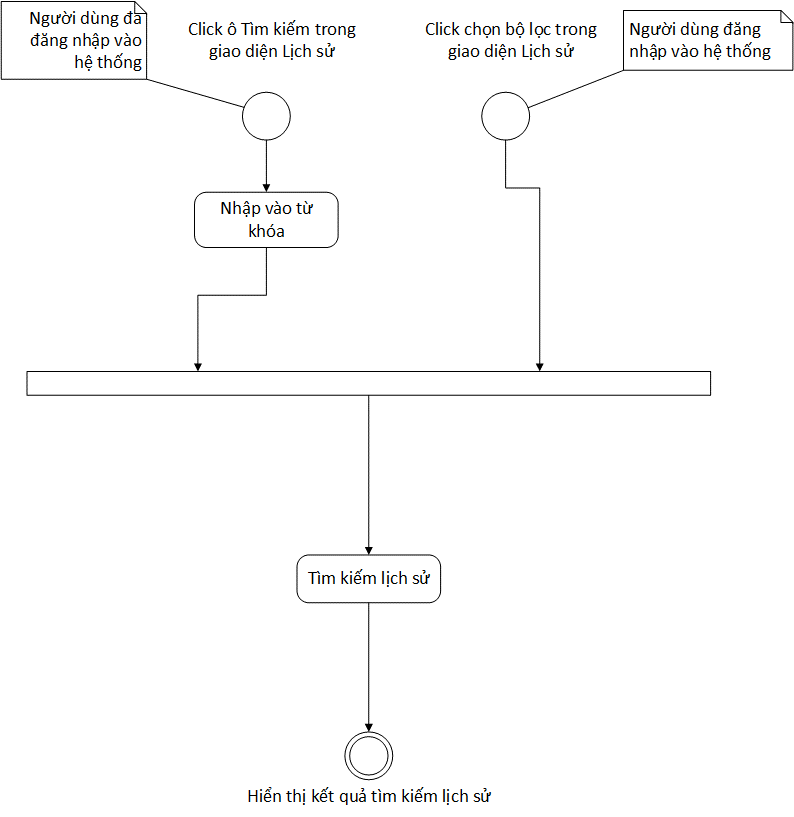 Người dùng đã
đăng nhập vào
hệ thống
Click ô Tìm kiếm trong
giao diện Lịch sử
Click chọn bộ lọc trong
giao diện Lịch sử
Người dùng đăng
nhập vào hệ thống
Nhập vào từ
khóa
Tìm kiếm lịch sử
Hiển thị kết quả tìm kiếm lịch sử